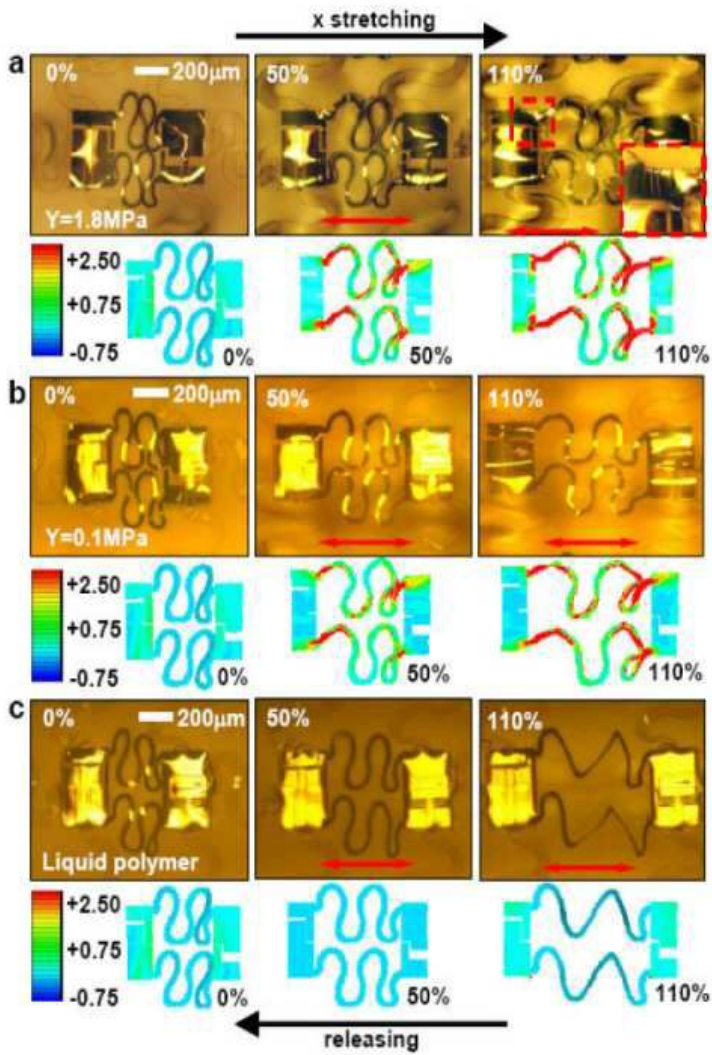 x stretching
a
0% 200μm 50% 110%
Y=1.8MPa
+2.50
+0.75
-0.75
0% 50% 110%
b
0% 200μm 50% 110%
Y=0.1MPa
+2.50
+0.75
-0.75
0% 50% 110%
c
0% 200μm 50% 110%
Liquid polymer
+2.50
+0.75
-0.75
0% 50% 110%
releasing